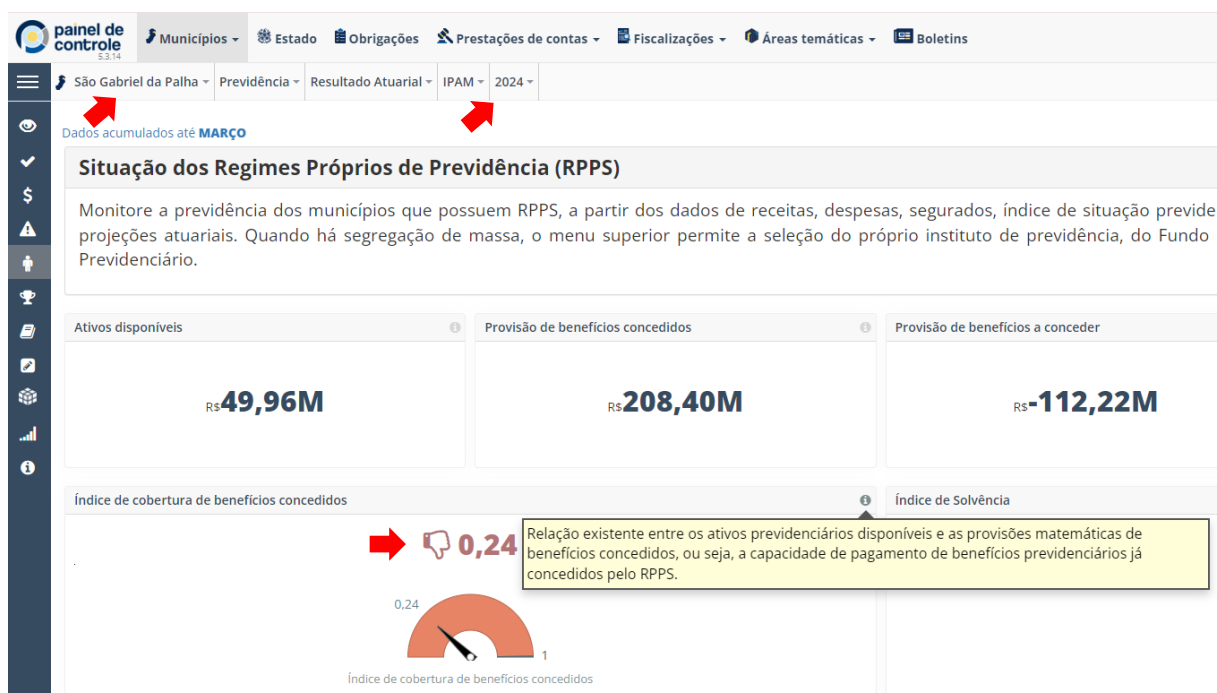 painel de
controle
5.3.14
Municípios
Estado
Obrigações
Prestações de contas
Fiscalizações
Áreas temáticas
Boletins
São Gabriel da Palha
Previdência
Resultado Atuarial
IPAM
2024
Dados acumulados até MARÇO
Situação dos Regimes Próprios de Previdência (RPPS)
Monitore a previdência dos municípios que possuem RPPS, a partir dos dados de receitas, despesas, segurados, índice de situação previde
projeções atuariais. Quando há segregação de massa, o menu superior permite a seleção do próprio instituto de previdência, do Fundo
Previdenciário.
Ativos disponíveis
R$49,96M
Provisão de benefícios concedidos
R$208,40M
Provisão de benefícios a conceder
R$-112,22M
Índice de cobertura de benefícios concedidos
Índice de Solvência
0,24
Relação existente entre os ativos previdenciários disponíveis e as provisões matemáticas de
benefícios concedidos, ou seja, a capacidade de pagamento de benefícios previdenciários já
concedidos pelo RPPS.
0,24
1
Índice de cobertura de benefícios concedidos